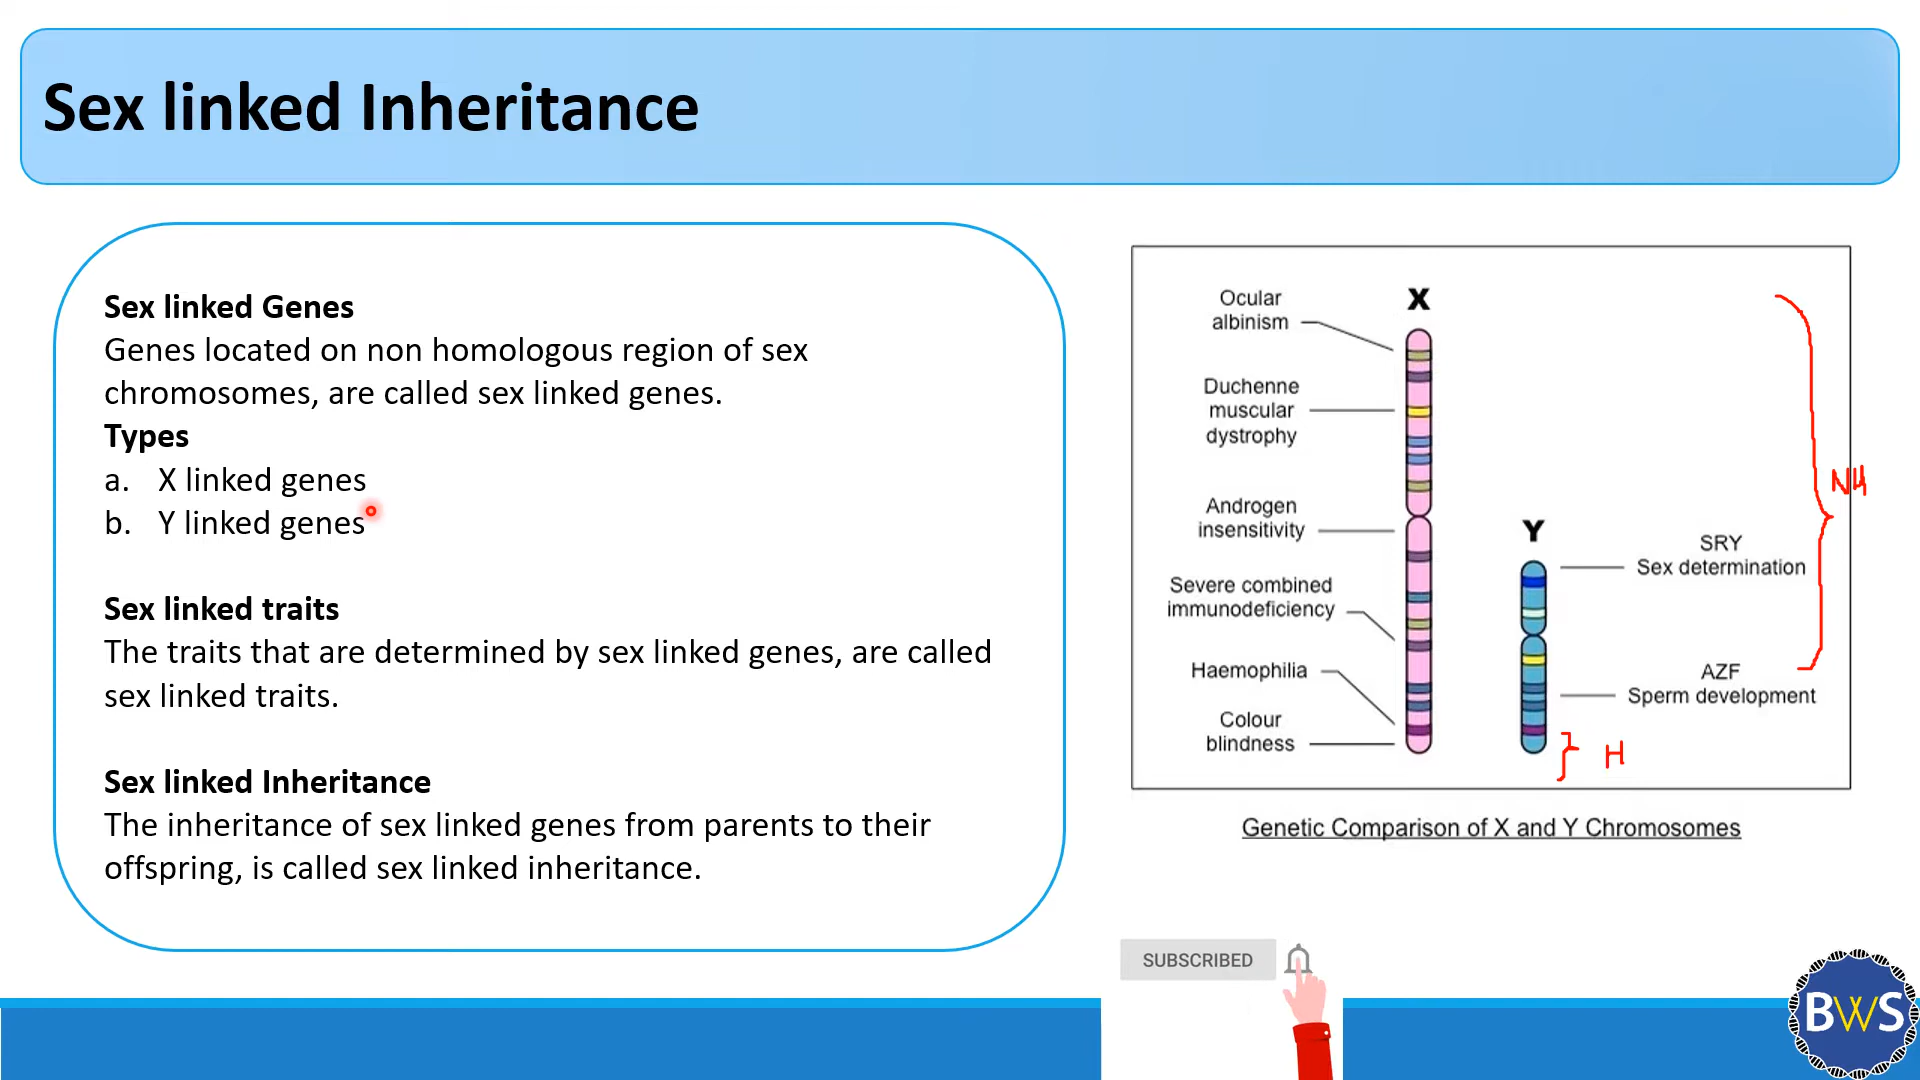 Sex linked Inheritance
Sex linked Genes
Genes located on non homologous region of sex
chromosomes, are called sex linked genes.
Types
a. X linked genes
b. Y linked genes
Sex linked traits
The traits that are determined by sex linked genes, are called
sex linked traits.
Sex linked Inheritance
The inheritance of sex linked genes from parents to their
offspring, is called sex linked inheritance.
X
Ocular
albinism
Duchenne
muscular
dystrophy
Androgen
insensitivity
Severe combined
immunodeficiency
Haemophilia
Colour
blindness
Y
SRY
Sex determination
AZF
Sperm development
NH
H
Genetic Comparison of X and Y Chromosomes
SUBSCRIBED
BWS